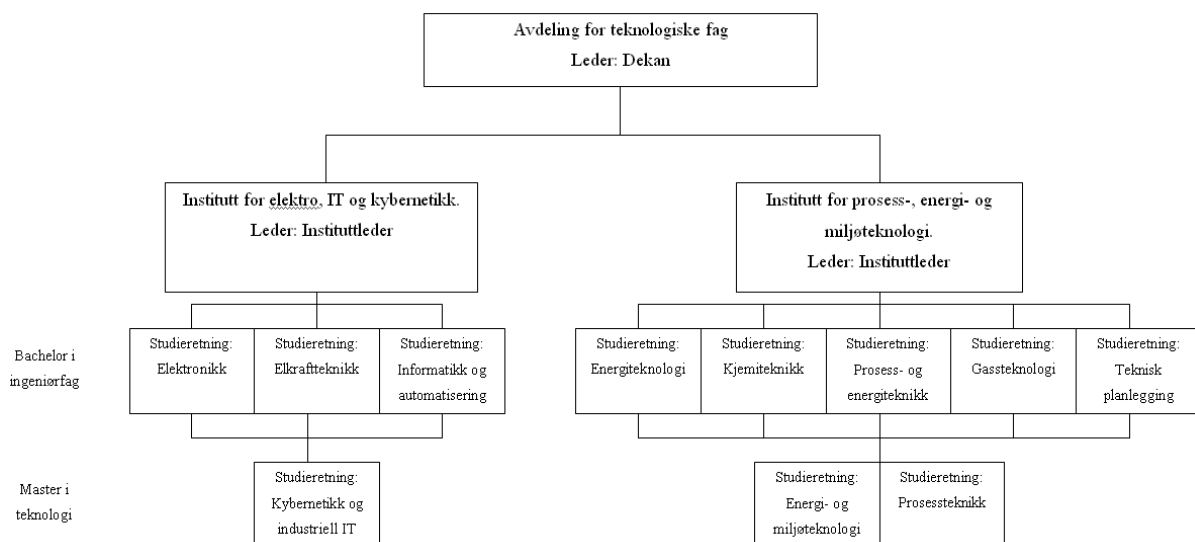 Avdeling for teknologiske fag
Leder: Dekan
Institutt for elektro, IT og kybernetikk.
Leder: Instituttleder
Institutt for prosess-, energi- og
miljøteknologi.
Leder: Instituttleder
Bachelor i
ingeniørfag
Studieretning:
Elektronikk
Studieretning:
Elkraftteknikk
Studieretning:
Informatikk og
automatisering
Studieretning:
Energiteknologi
Studieretning:
Kjemiteknikk
Studieretning:
Prosess- og
energiteknikk
Studieretning:
Gassteknologi
Studieretning:
Teknisk
planlegging
Master i
teknologi
Studieretning:
Kybernetikk og
industriell IT
Studieretning:
Energi- og
miljøteknologi
Studieretning:
Prosessteknikk